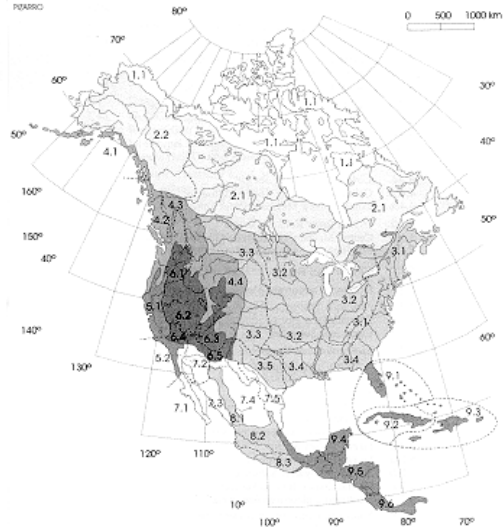 PIZARRO
80º
0 500 1000 km
70º
1.1
60º
1.1
30º
50º
2.2
1.1
40º
4.1
1.1
160º
2.1
2.1
4.3
4.2
50º
150º
3.3
3.1
40º
6.1
3.2
4.4
3.2
5.1
6.2
3.1
140º
6.4
6.3
3.3
3.2
60º
5.2
6.5
3.4
7.2
3.5
3.4
130º
9.1
7.1
7.3
7.4
7.5
8.1
9.3
9.2
8.2
9.4
120º
110º
8.3
9.5
10º
9.6
100º
90º
80º
70º